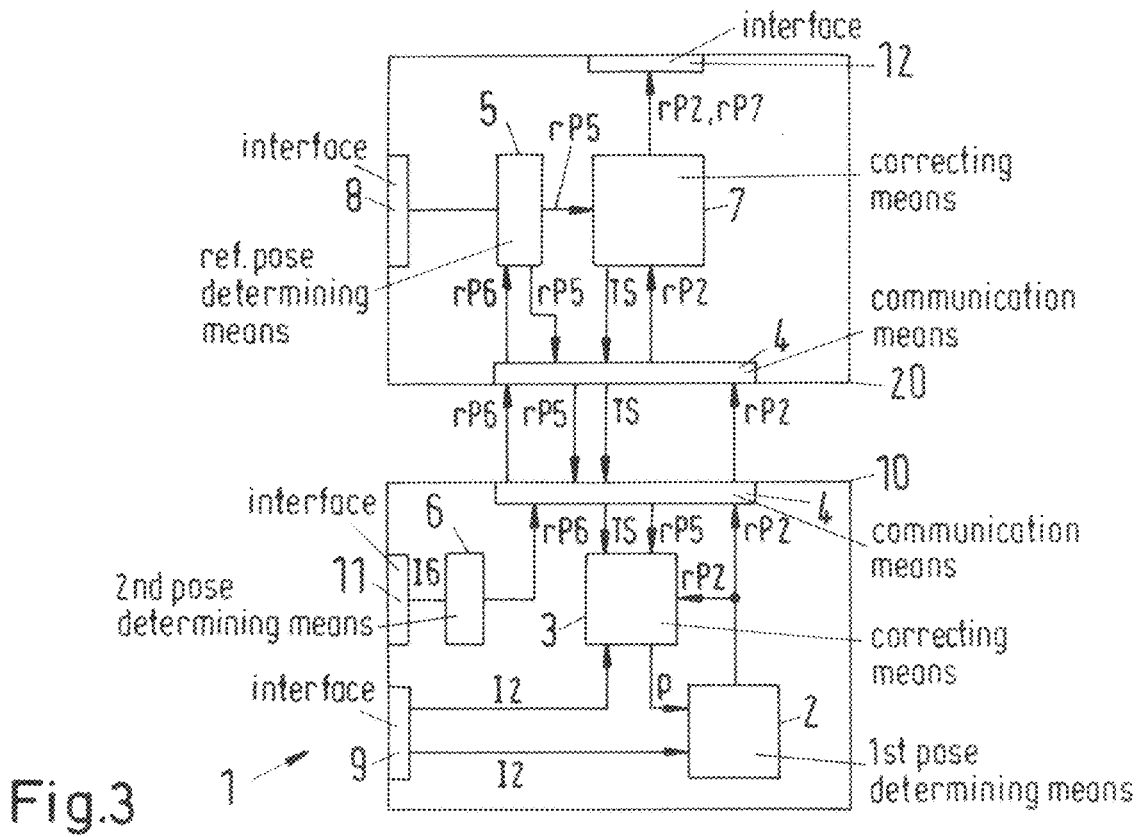 interface
12
rP2,rP7
5
rP5
interface
8
correcting
means
7
ref. pose
determining
means
rP6
rP5
TS
rP2
communication
means
4
20
rP6
rP5
TS
rP2
10
interface
6
4
rP6
TS
rP5
rP2
communication
means
11
I6
rP2
2nd pose
determining means
3
correcting
means
interface
I2
P
2
9
I2
1st pose
determining means
1
Fig.3